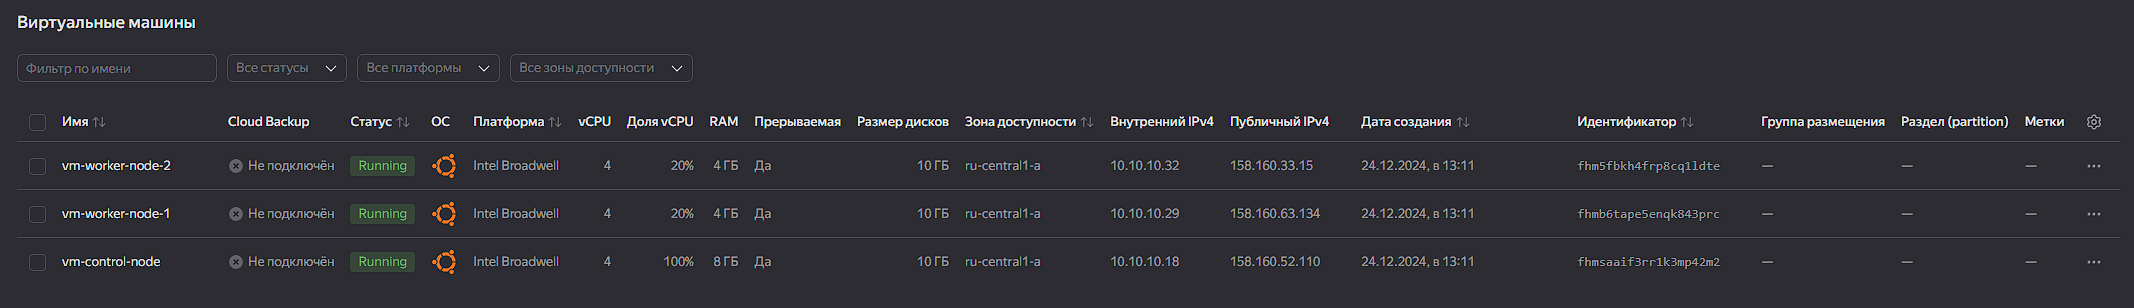 Виртуальные машины
Фильтр по имени Все статусы Все платформы Все зоны доступности
Имя Cloud Backup Статус ОС Платформа vCPU Доля vCPU RAM Прерываемая Размер дисков Зона доступности Внутренний IPv4 Публичный IPv4 Дата создания Идентификатор Группа размещения Раздел (partition) Метки
vm-worker-node-2 Не подключён Running Intel Broadwell 4 20% 4 ГБ Да 10 ГБ ru-central1-a 10.10.10.32 158.160.33.15 24.12.2024, в 13:11 fhm5fbkh4frp8cq1ldte — — —
vm-worker-node-1 Не подключён Running Intel Broadwell 4 20% 4 ГБ Да 10 ГБ ru-central1-a 10.10.10.29 158.160.63.134 24.12.2024, в 13:11 fhmb6tape5enqk843prc — — —
vm-control-node Не подключён Running Intel Broadwell 4 100% 8 ГБ Да 10 ГБ ru-central1-a 10.10.10.18 158.160.52.110 24.12.2024, в 13:11 fhmsaaif3rr1k3mp42m2 — — —